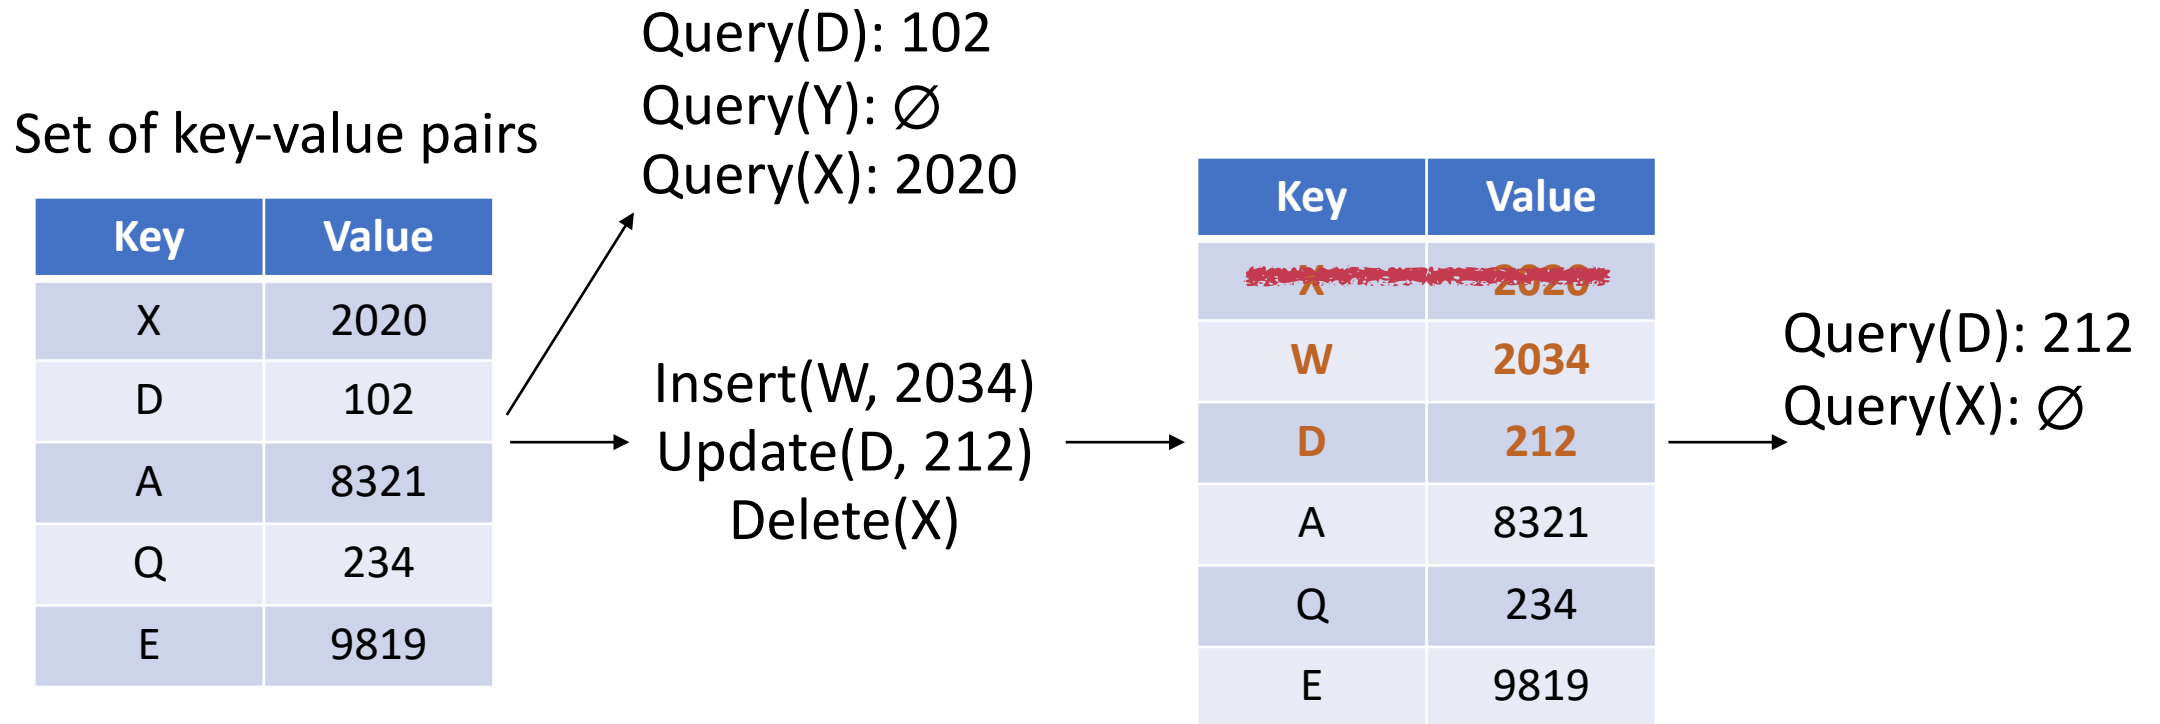 Set of key-value pairs
Key Value
X 2020
D 102
A 8321
Q 234
E 9819
Query(D): 102
Query(Y): ∅
Query(X): 2020
Insert(W, 2034)
Update(D, 212)
Delete(X)
Key Value
X 2020
W 2034
D 212
A 8321
Q 234
E 9819
Query(D): 212
Query(X): ∅